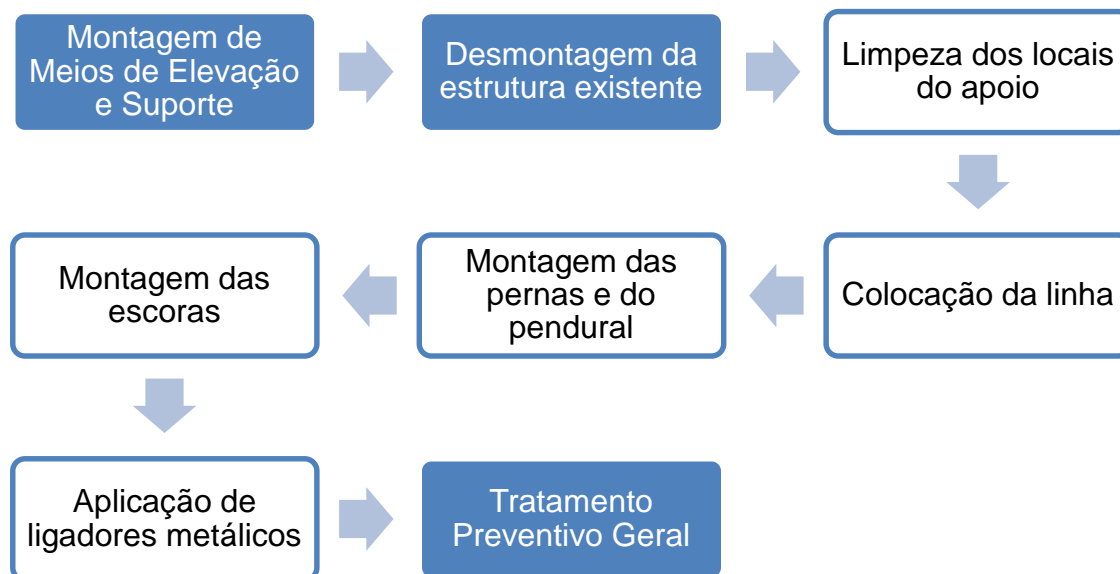 Montagem de
Meios de Elevação
e Suporte
Desmontagem da
estrutura existente
Limpeza dos locais
do apoio
Colocação da linha
Montagem das
pernas e do
pendural
Montagem das
escoras
Aplicação de
ligadores metálicos
Tratamento
Preventivo Geral